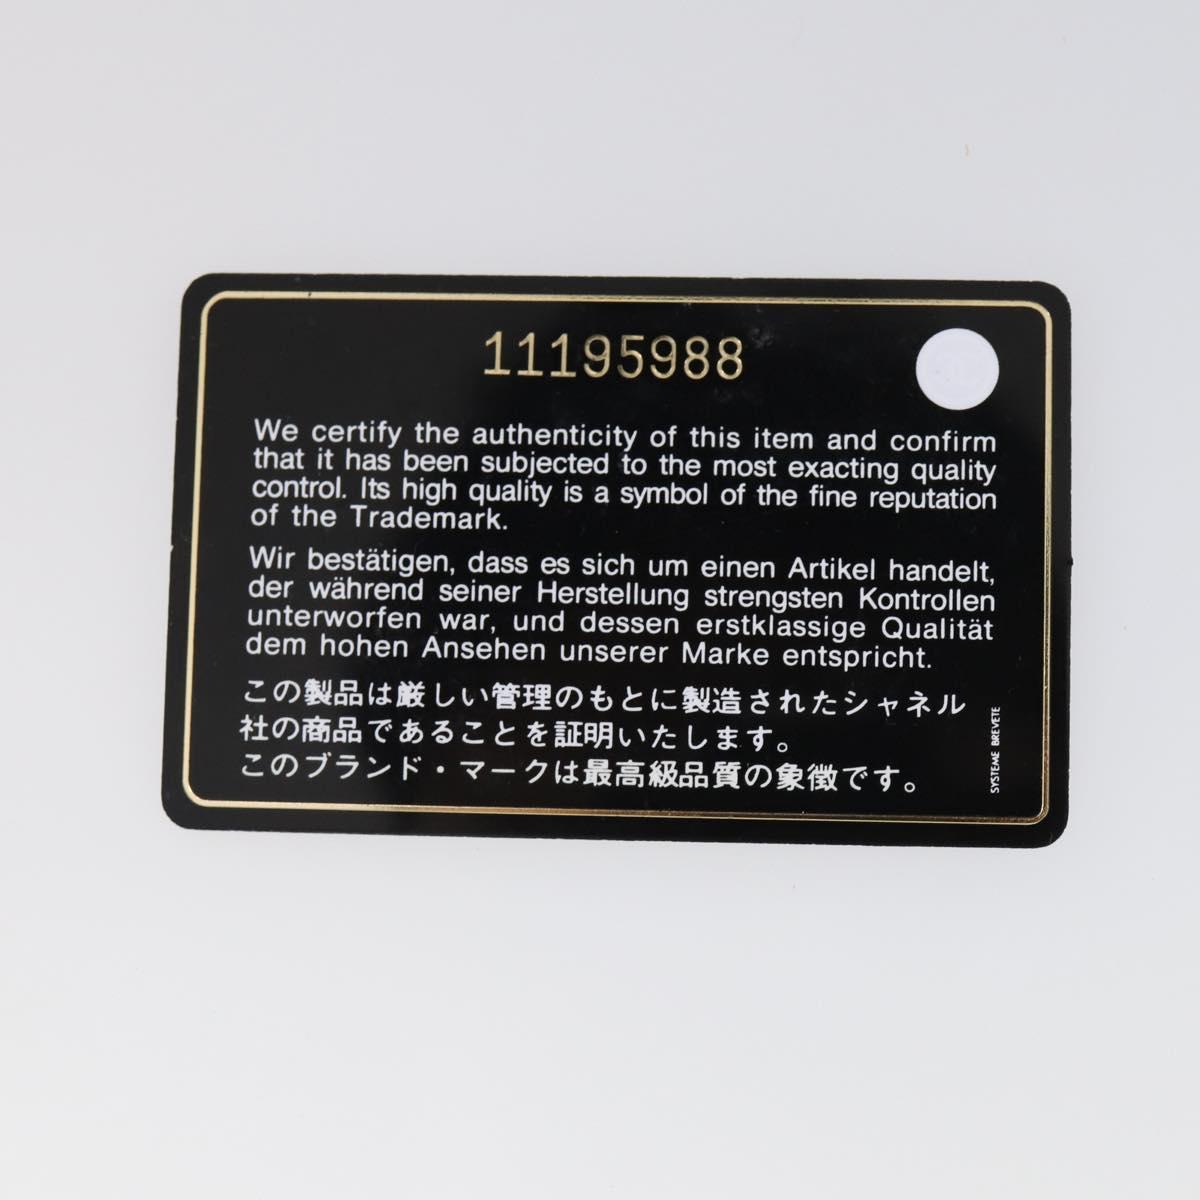 11195988
We certify the authenticity of this item and confirm
that it has been subjected to the most exacting quality
control. Its high quality is a symbol of the fine reputation
of the Trademark.
Wir bestätigen, dass es sich um einen Artikel handelt,
der während seiner Herstellung strengsten Kontrollen
unterworfen war, und dessen erstklassige Qualität
dem hohen Ansehen unserer Marke entspricht.
この製品は厳しい管理のもとに製造されたシャネル
社の商品であることを証明いたします。
このブランド・マークは最高級品質の象徴です。
SYSTEME BREVETE